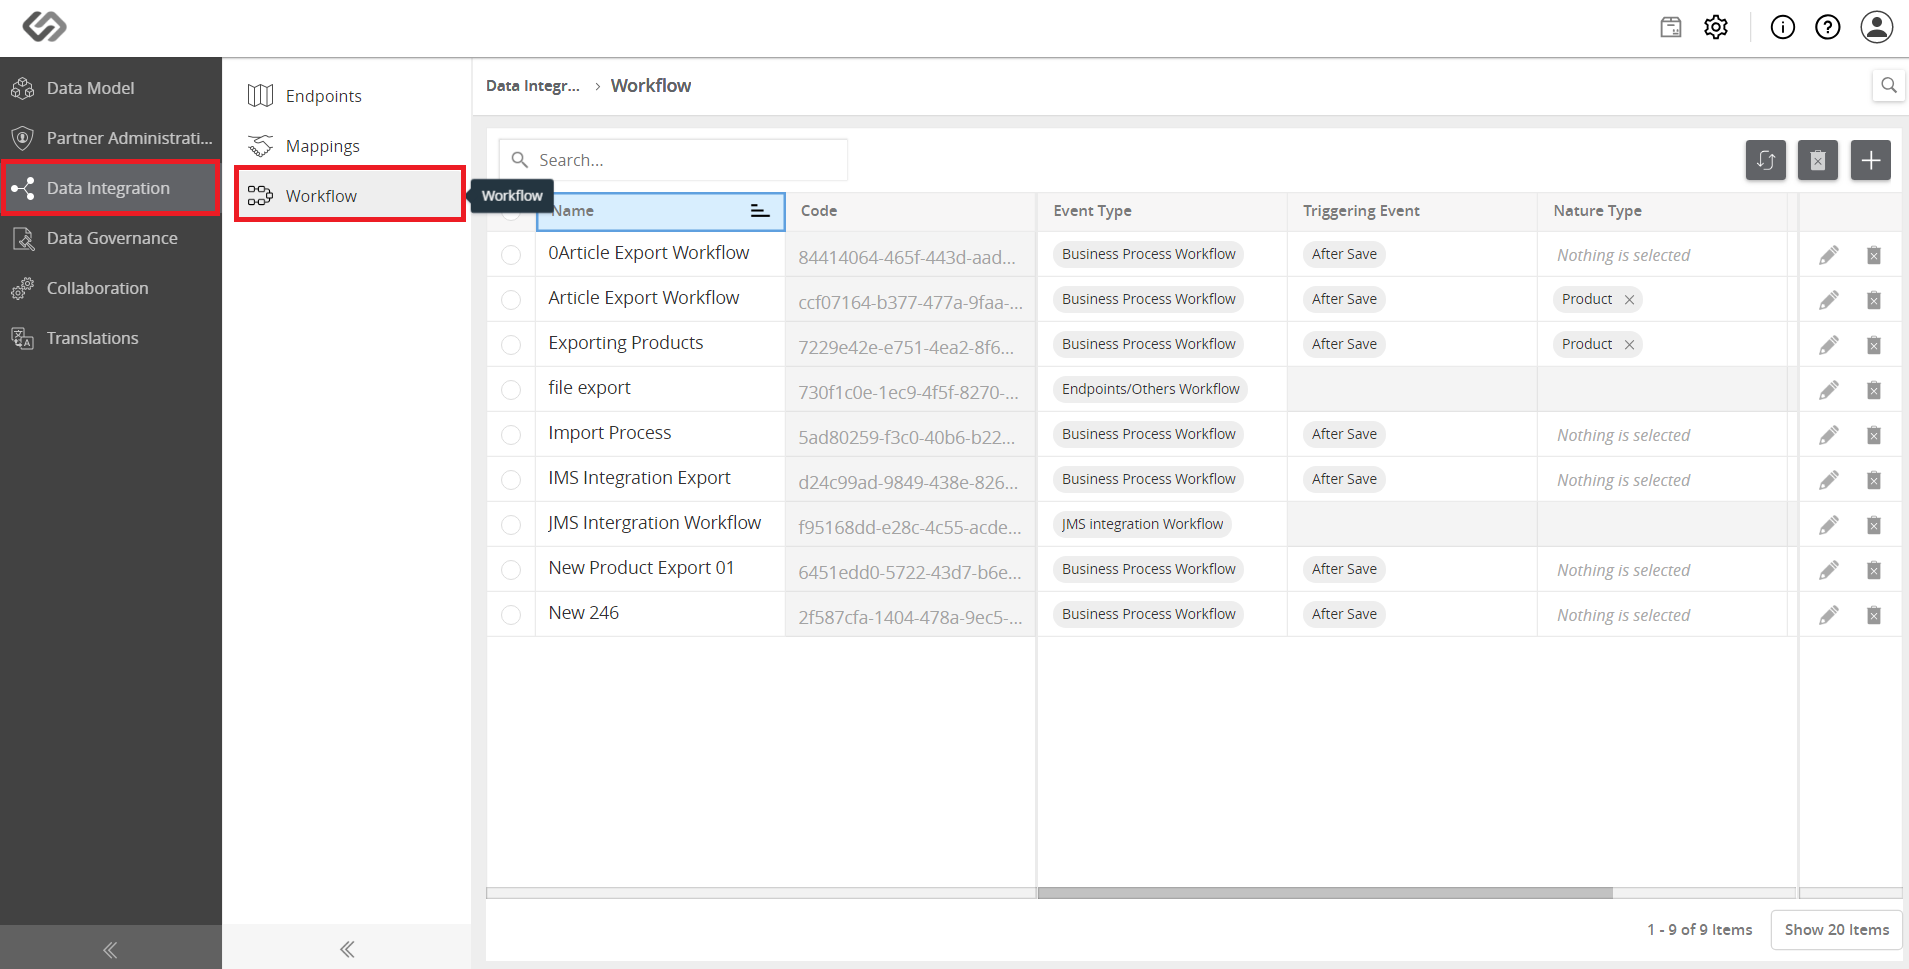 Data Model
Partner Administrati...
Data Integration
Data Governance
Collaboration
Translations
Endpoints
Mappings
Workflow
Workflow
Data Integr... › Workflow
Search...
Name Code Event Type Triggering Event Nature Type
0Article Export Workflow 84414064-465f-443d-aad... Business Process Workflow After Save Nothing is selected
Article Export Workflow ccf07164-b377-477a-9faa-... Business Process Workflow After Save Product ×
Exporting Products 7229e42e-e751-4ea2-8f6... Business Process Workflow After Save Product ×
file export 730f1c0e-1ec9-4f5f-8270-... Endpoints/Others Workflow
Import Process 5ad80259-f3c0-40b6-b22... Business Process Workflow After Save Nothing is selected
IMS Integration Export d24c99ad-9849-438e-826... Business Process Workflow After Save Nothing is selected
JMS Intergration Workflow f95168dd-e28c-4c55-acde... JMS integration Workflow
New Product Export 01 6451edd0-5722-43d7-b6e... Business Process Workflow After Save Nothing is selected
New 246 2f587cfa-1404-478a-9ec5-... Business Process Workflow After Save Nothing is selected
1 - 9 of 9 Items Show 20 Items